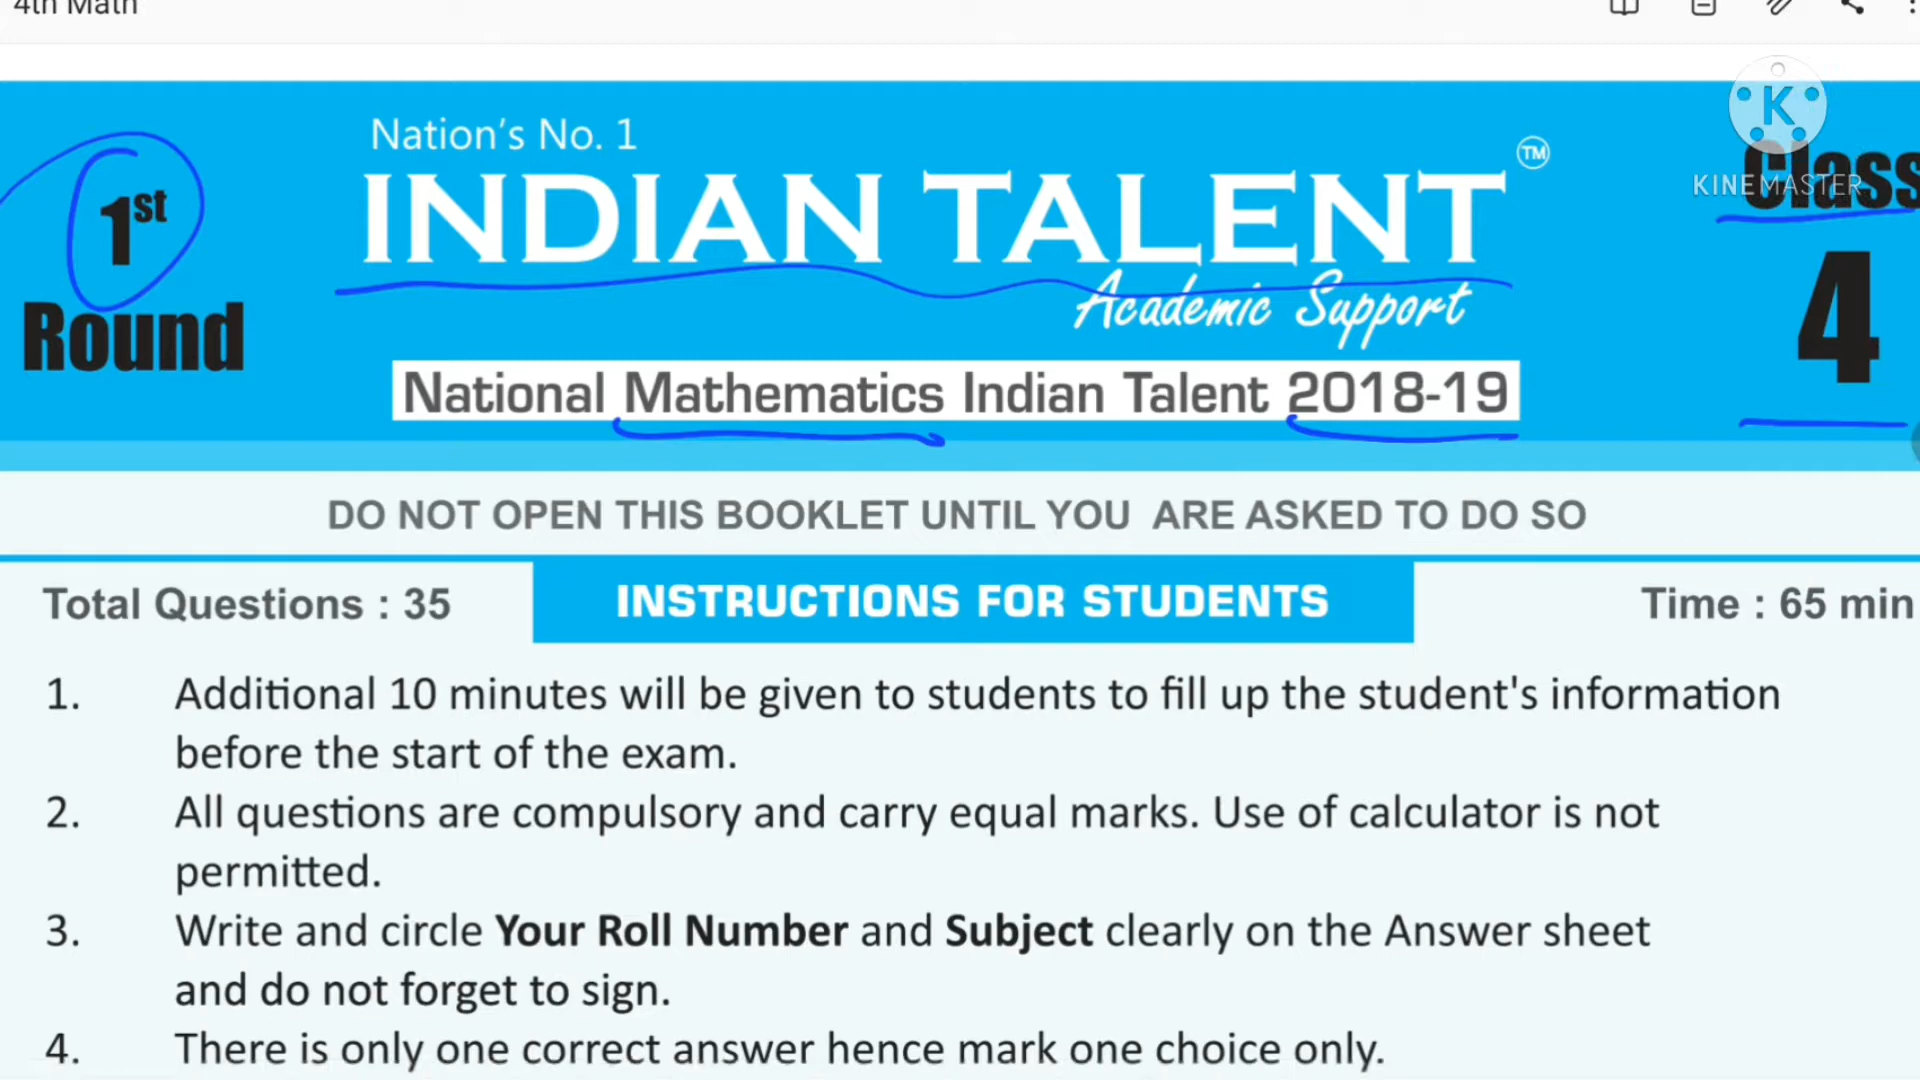 4th Math
Nation's No. 1
INDIAN TALENT TM
Academic Support
1st
Round
Class
4
KINEMASTER
National Mathematics Indian Talent 2018-19
DO NOT OPEN THIS BOOKLET UNTIL YOU ARE ASKED TO DO SO
Total Questions : 35
INSTRUCTIONS FOR STUDENTS
Time : 65 min
1. Additional 10 minutes will be given to students to fill up the student's information
before the start of the exam.
2. All questions are compulsory and carry equal marks. Use of calculator is not
permitted.
3. Write and circle Your Roll Number and Subject clearly on the Answer sheet
and do not forget to sign.
4. There is only one correct answer hence mark one choice only.